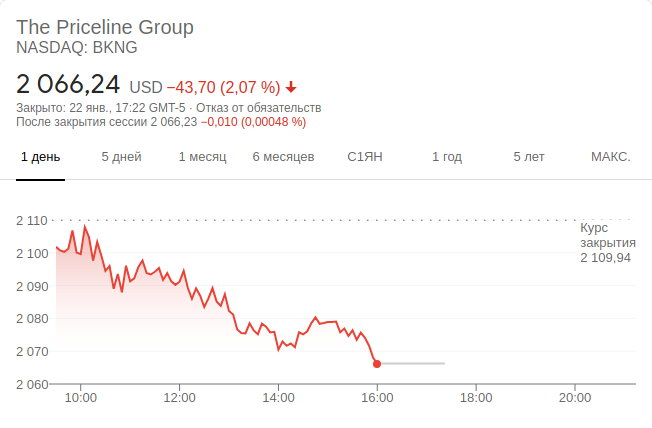 The Priceline Group
NASDAQ: BKNG
2 066,24 USD −43,70 (2,07 %)
Закрыто: 22 янв., 17:22 GMT-5 · Отказ от обязательств
После закрытия сессии 2 066,23 −0,010 (0,00048 %)
1 день 5 дней 1 месяц 6 месяцев С1ЯН 1 год 5 лет МАКС.
2 110
Курс
закрытия
2 109,94
2 100
2 090
2 080
2 070
2 060
10:00 12:00 14:00 16:00 18:00 20:00